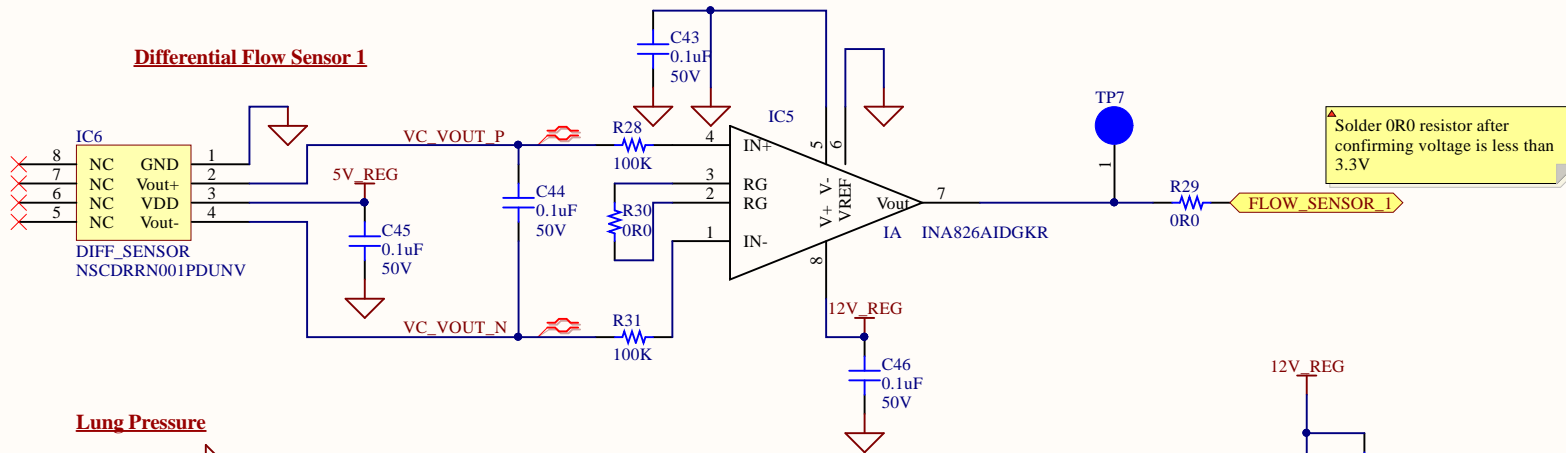 Differential Flow Sensor 1
C43
0.1uF
50V
IC6
8 NC GND 1
7 NC Vout+ 2
6 NC VDD 3
5 NC Vout- 4
DIFF_SENSOR
NSCDRRN001PDUNV
5V_REG
C45
0.1uF
50V
VC_VOUT_P
C44
0.1uF
50V
VC_VOUT_N
R28
100K
R30
0R0
R31
100K
IC5
4 IN+
3 RG
2 RG
1 IN-
5 V-
6 VREF
8 V+
Vout 7
IA INA826AIDGKR
12V_REG
C46
0.1uF
50V
TP7
1
R29
0R0
FLOW_SENSOR_1
Solder 0R0 resistor after
confirming voltage is less than
3.3V
12V_REG
Lung Pressure